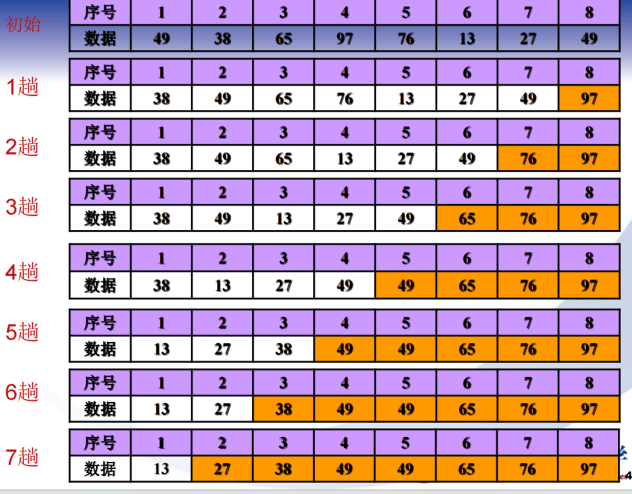 初始
序号 1 2 3 4 5 6 7 8
数据 49 38 65 97 76 13 27 49
1趟
序号 1 2 3 4 5 6 7 8
数据 38 49 65 76 13 27 49 97
2趟
序号 1 2 3 4 5 6 7 8
数据 38 49 65 13 27 49 76 97
3趟
序号 1 2 3 4 5 6 7 8
数据 38 49 13 27 49 65 76 97
4趟
序号 1 2 3 4 5 6 7 8
数据 38 13 27 49 49 65 76 97
5趟
序号 1 2 3 4 5 6 7 8
数据 13 27 38 49 49 65 76 97
6趟
序号 1 2 3 4 5 6 7 8
数据 13 27 38 49 49 65 76 97
7趟
序号 1 2 3 4 5 6 7 8
数据 13 27 38 49 49 65 76 97
4